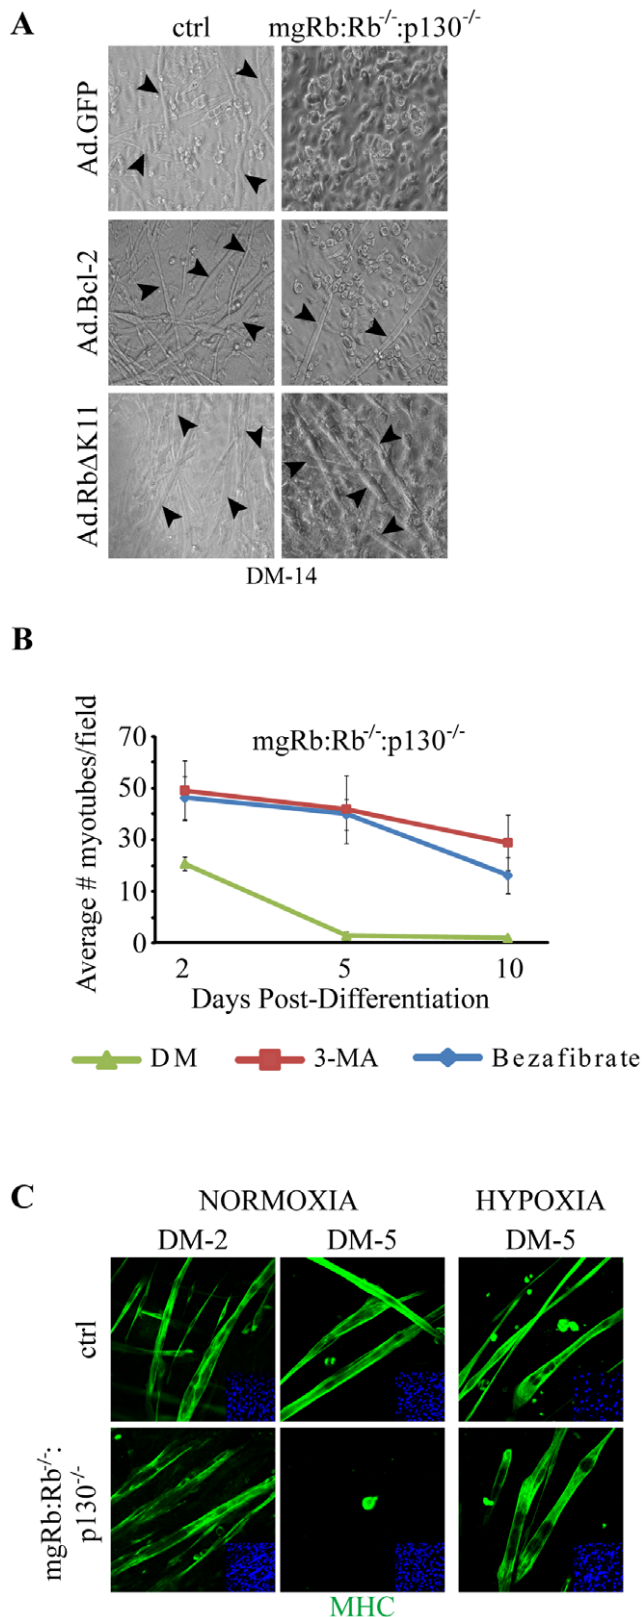 A
ctrl mgRb:Rb-/-:p130-/-
Ad.GFP
Ad.Bcl-2
Ad.RbΔK11
DM-14
B
mgRb:Rb-/-:p130-/-
Average # myotubes/field
70
50
30
10
0
2 5 10
Days Post-Differentiation
DM 3-MA Bezafibrate
C
NORMOXIA HYPOXIA
DM-2 DM-5 DM-5
ctrl
mgRb:Rb-/-:
p130-/-
MHC